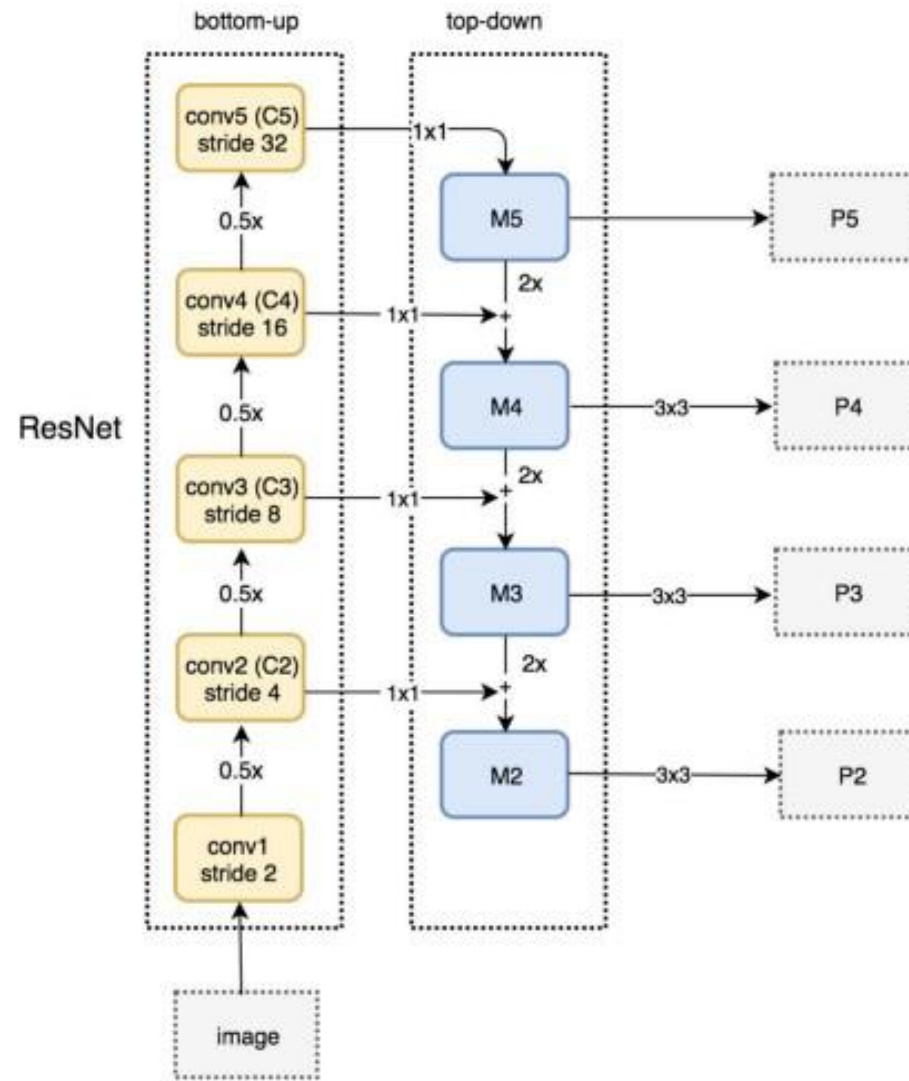 bottom-up
top-down
conv5 (C5)
stride 32
1x1
M5
P5
0.5x
2x
+
conv4 (C4)
stride 16
1x1
M4
3x3
P4
ResNet
0.5x
2x
+
conv3 (C3)
stride 8
1x1
M3
3x3
P3
0.5x
2x
+
conv2 (C2)
stride 4
1x1
M2
3x3
P2
0.5x
conv1
stride 2
image